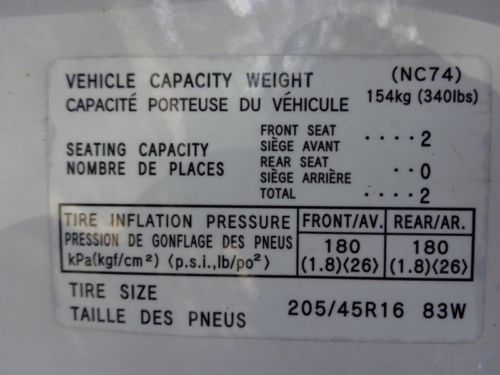 VEHICLE CAPACITY WEIGHT (NC74)
CAPACITÉ PORTEUSE DU VÉHICULE 154kg (340lbs)
SEATING CAPACITY
NOMBRE DE PLACES
FRONT SEAT
SIÈGE AVANT ････2
REAR SEAT
SIÈGE ARRIÈRE ･･0
TOTAL ････2
TIRE INFLATION PRESSURE FRONT/AV. REAR/AR.
PRESSION DE GONFLAGE DES PNEUS 180 180
kPa(kgf/cm²) ⟨p.s.i.,lb/po²⟩ (1.8)⟨26⟩ (1.8)⟨26⟩
TIRE SIZE
TAILLE DES PNEUS 205/45R16 83W